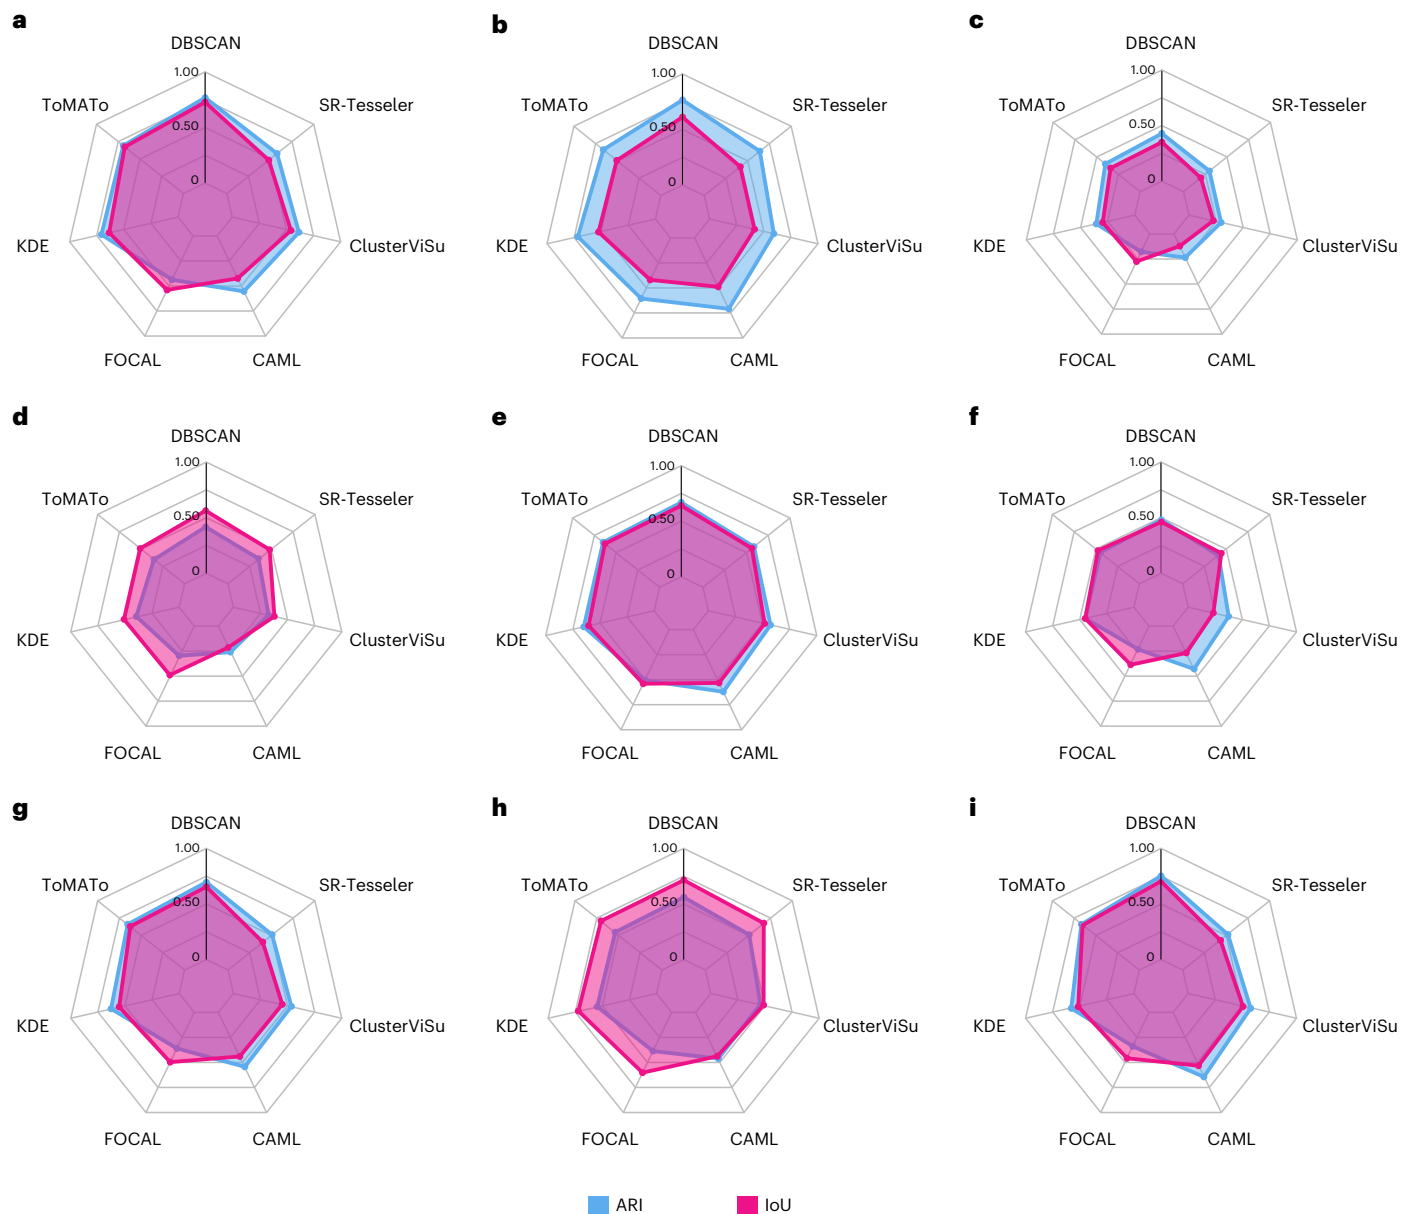 a
DBSCAN
1.00
ToMATo
SR-Tesseler
0.50
0
KDE
ClusterViSu
FOCAL
CAML
b
DBSCAN
1.00
ToMATo
SR-Tesseler
0.50
0
KDE
ClusterViSu
FOCAL
CAML
c
DBSCAN
1.00
ToMATo
SR-Tesseler
0.50
0
KDE
ClusterViSu
FOCAL
CAML
d
DBSCAN
1.00
ToMATo
SR-Tesseler
0.50
0
KDE
ClusterViSu
FOCAL
CAML
e
DBSCAN
1.00
ToMATo
SR-Tesseler
0.50
0
KDE
ClusterViSu
FOCAL
CAML
f
DBSCAN
1.00
ToMATo
SR-Tesseler
0.50
0
KDE
ClusterViSu
FOCAL
CAML
g
DBSCAN
1.00
ToMATo
SR-Tesseler
0.50
0
KDE
ClusterViSu
FOCAL
CAML
h
DBSCAN
1.00
ToMATo
SR-Tesseler
0.50
0
KDE
ClusterViSu
FOCAL
CAML
i
DBSCAN
1.00
ToMATo
SR-Tesseler
0.50
0
KDE
ClusterViSu
FOCAL
CAML
ARI
IoU